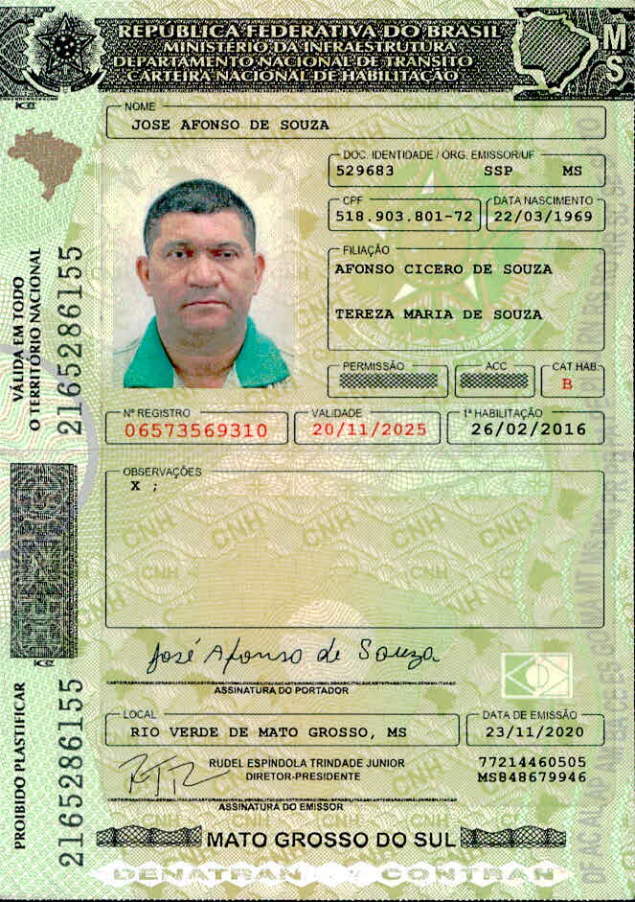 REPÚBLICA FEDERATIVA DO BRASIL
MINISTÉRIO DA INFRAESTRUTURA
DEPARTAMENTO NACIONAL DE TRÂNSITO
CARTEIRA NACIONAL DE HABILITAÇÃO
MS
NOME
JOSE AFONSO DE SOUZA
DOC. IDENTIDADE / ORG. EMISSOR/UF
529683 SSP MS
CPF DATA NASCIMENTO
518.903.801-72 22/03/1969
FILIAÇÃO
AFONSO CICERO DE SOUZA
TEREZA MARIA DE SOUZA
PERMISSÃO ACC CAT HAB.
B
Nº REGISTRO VALIDADE 1ª HABILITAÇÃO
06573569310 20/11/2025 26/02/2016
VÁLIDA EM TODO
O TERRITÓRIO NACIONAL
2165286155
OBSERVAÇÕES
X ;
José Afonso de Souza
ASSINATURA DO PORTADOR
LOCAL DATA DE EMISSÃO
RIO VERDE DE MATO GROSSO, MS 23/11/2020
RUDEL ESPINDOLA TRINDADE JUNIOR
DIRETOR-PRESIDENTE
77214460505
MS848679946
ASSINATURA DO EMISSOR
PROIBIDO PLASTIFICAR
2165286155
MATO GROSSO DO SUL
DENATRAN CONTRAN